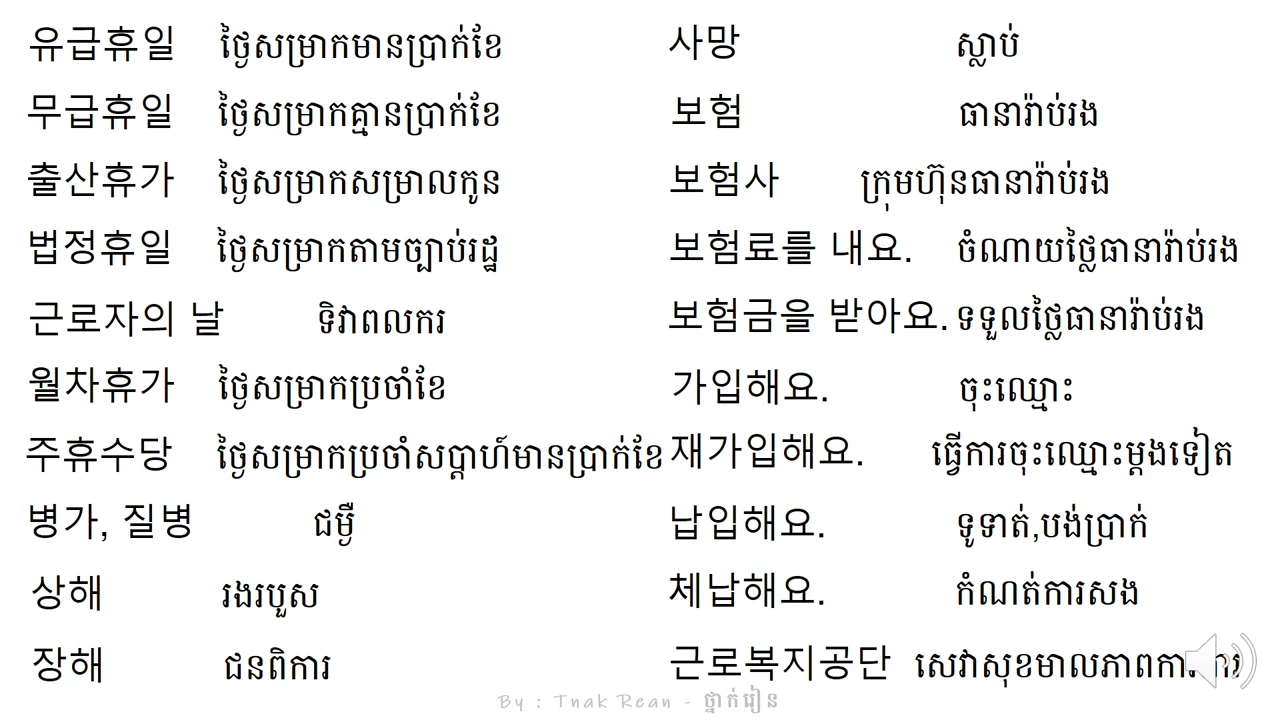 유급휴일 ថ្ងៃសម្រាកមានប្រាក់ខែ
무급휴일 ថ្ងៃសម្រាកគ្មានប្រាក់ខែ
출산휴가 ថ្ងៃសម្រាកសម្រាលកូន
법정휴일 ថ្ងៃសម្រាកតាមច្បាប់រដ្ឋ
근로자의 날 ទិវាពលករ
월차휴가 ថ្ងៃសម្រាកប្រចាំខែ
주휴수당 ថ្ងៃសម្រាកប្រចាំសប្តាហ៍មានប្រាក់ខែ
병가, 질병 ជម្ងឺ
상해 រងរបួស
장해 ជនពិការ
사망 ស្លាប់
보험 ធានារ៉ាប់រង
보험사 ក្រុមហ៊ុនធានារ៉ាប់រង
보험료를 내요. ចំណាយថ្លៃធានារ៉ាប់រង
보험금을 받아요. ទទួលថ្លៃធានារ៉ាប់រង
가입해요. ចុះឈ្មោះ
재가입해요. ធ្វើការចុះឈ្មោះម្តងទៀត
납입해요. ទូទាត់,បង់ប្រាក់
체납해요. កំណត់ការសង
근로복지공단
By : Tnak Rean - ថ្នាក់រៀន